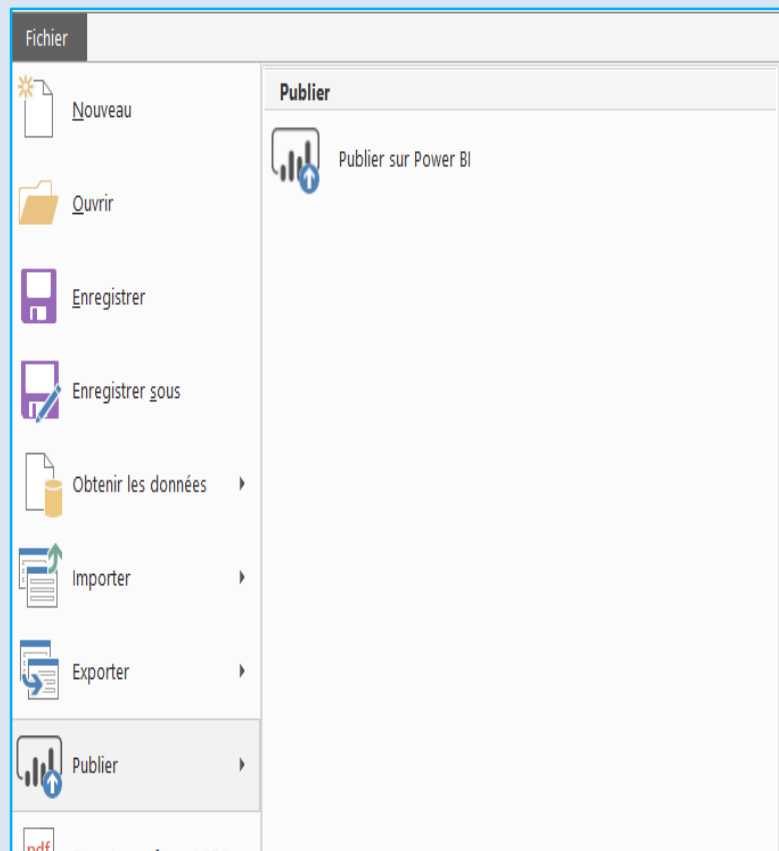 Fichier
Nouveau
Ouvrir
Enregistrer
Enregistrer sous
Obtenir les données
Importer
Exporter
Publier
pdf
Publier
Publier sur Power BI